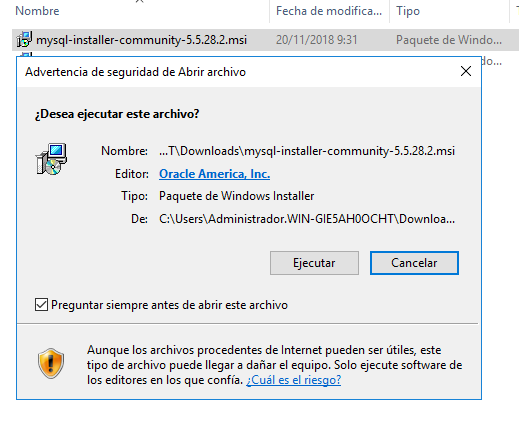 Nombre Fecha de modifica... Tipo
mysql-installer-community-5.5.28.2.msi 20/11/2018 9:31 Paquete de Windo...
Advertencia de seguridad de Abrir archivo
¿Desea ejecutar este archivo?
Nombre: ...T\Downloads\mysql-installer-community-5.5.28.2.msi
Editor: Oracle America, Inc.
Tipo: Paquete de Windows Installer
De: C:\Users\Administrador.WIN-GIE5AH0OCHT\Downloa...
Ejecutar Cancelar
Preguntar siempre antes de abrir este archivo
Aunque los archivos procedentes de Internet pueden ser útiles, este
tipo de archivo puede llegar a dañar el equipo. Solo ejecute software de
los editores en los que confía. ¿Cuál es el riesgo?